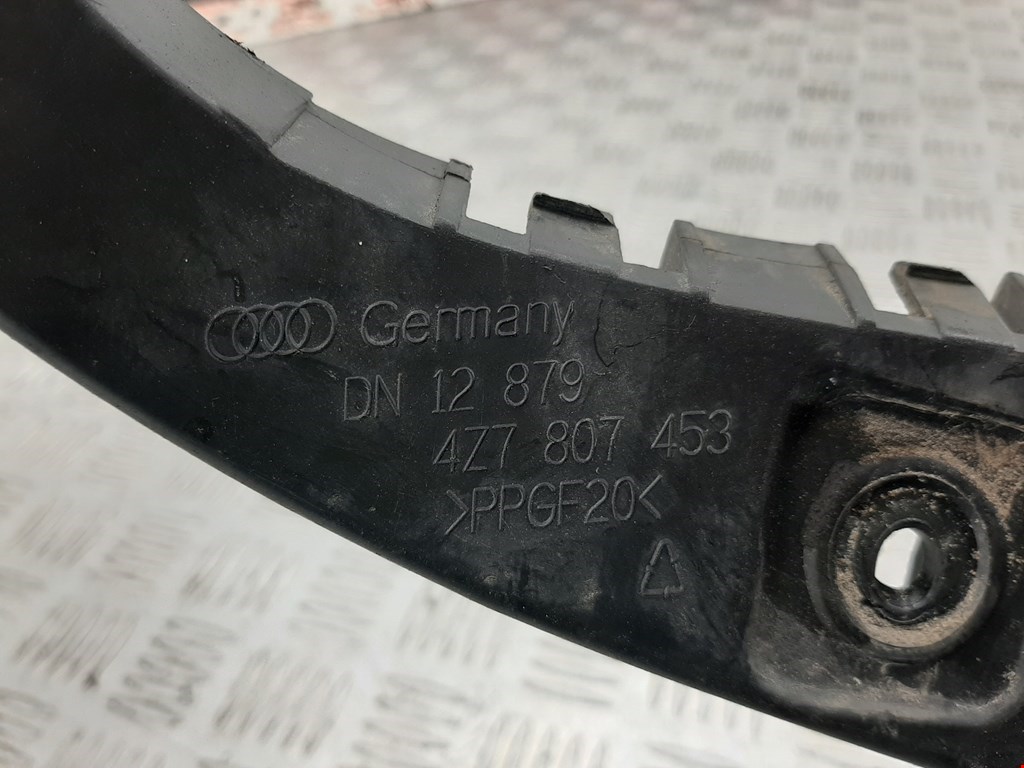 Germany
DN 12 879
4Z7 807 453
>PPGF20<